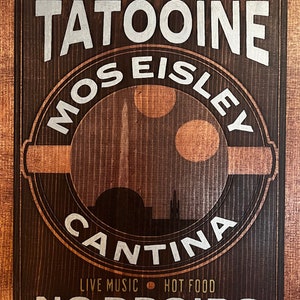 TATOOINE
MOS EISLEY
CANTINA
LIVE MUSIC • HOT FOOD